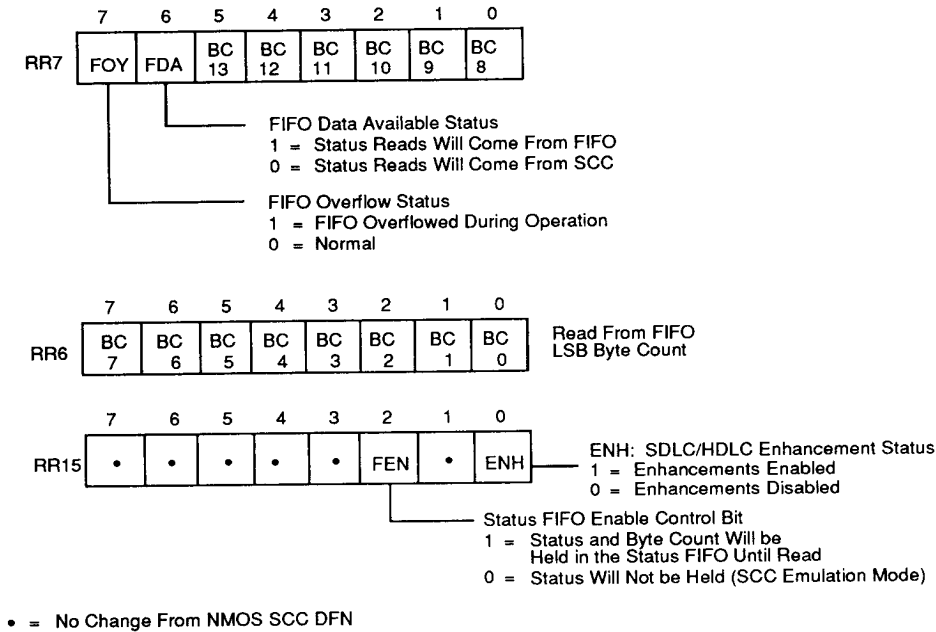 7 6 5 4 3 2 1 0
RR7 FOY FDA BC 13 BC 12 BC 11 BC 10 BC 9 BC 8
FIFO Data Available Status
1 = Status Reads Will Come From FIFO
0 = Status Reads Will Come From SCC
FIFO Overflow Status
1 = FIFO Overflowed During Operation
0 = Normal
7 6 5 4 3 2 1 0
RR6 BC 7 BC 6 BC 5 BC 4 BC 3 BC 2 BC 1 BC 0
Read From FIFO
LSB Byte Count
7 6 5 4 3 2 1 0
RR15 • • • • • FEN • ENH
ENH: SDLC/HDLC Enhancement Status
1 = Enhancements Enabled
0 = Enhancements Disabled
Status FIFO Enable Control Bit
1 = Status and Byte Count Will be
Held in the Status FIFO Until Read
0 = Status Will Not be Held (SCC Emulation Mode)
• = No Change From NMOS SCC DFN